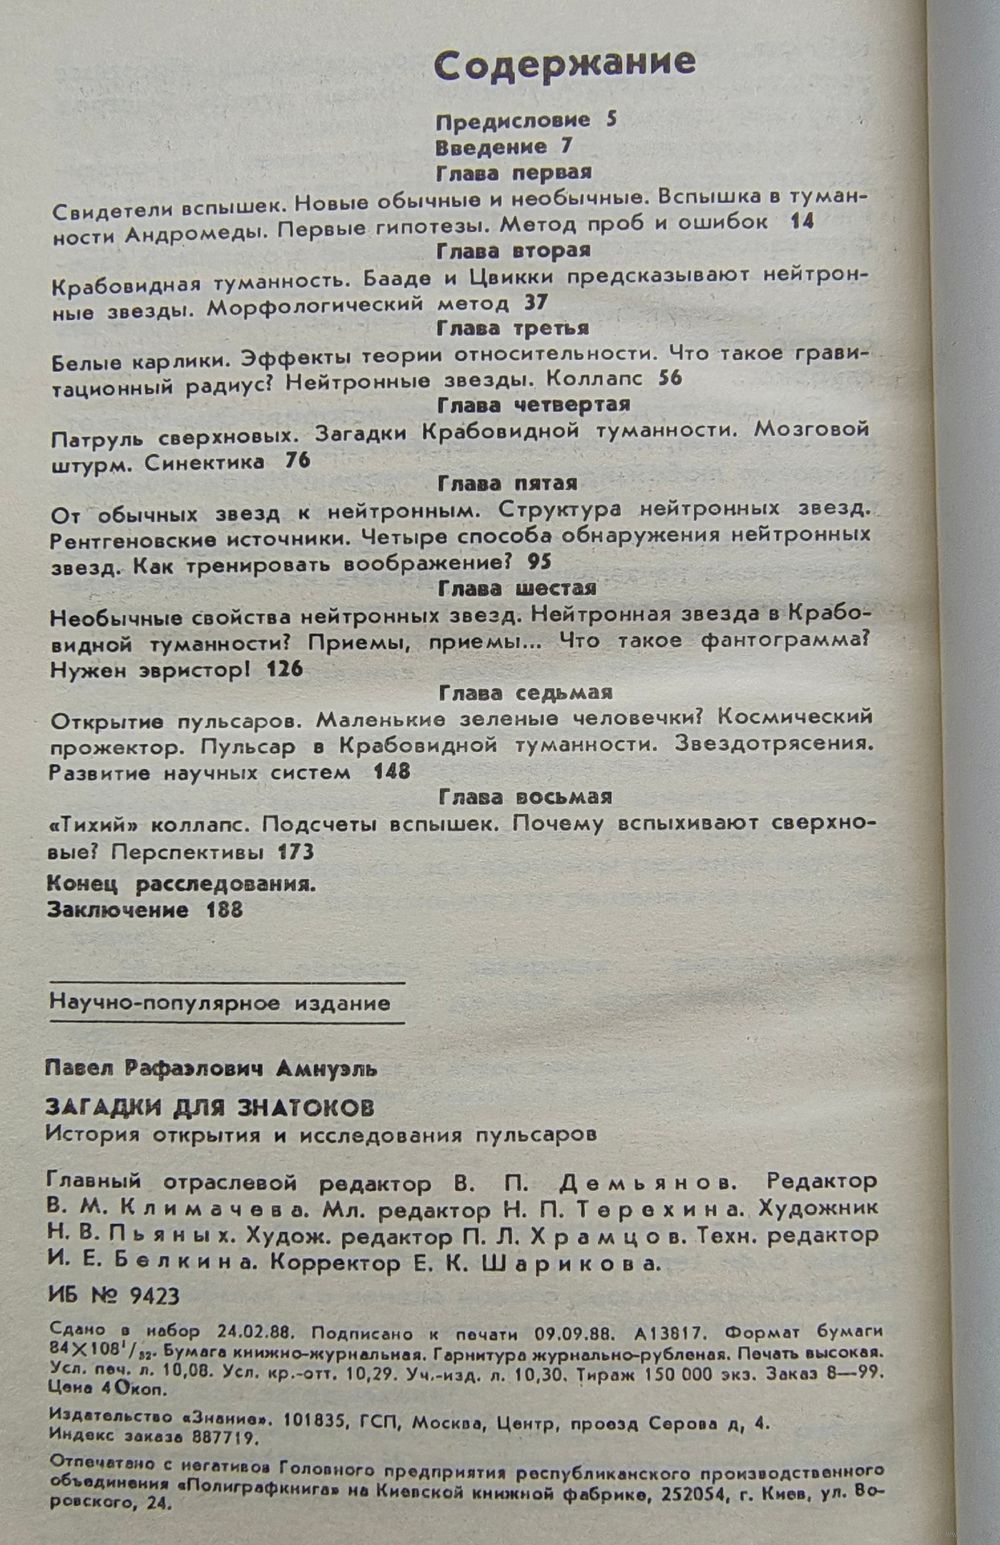 Содержание
Предисловие 5
Введение 7
Глава первая
Свидетели вспышек. Новые обычные и необычные. Вспышка в туман-
ности Андромеды. Первые гипотезы. Метод проб и ошибок 14
Глава вторая
Крабовидная туманность. Бааде и Цвикки предсказывают нейтрон-
ные звезды. Морфологический метод 37
Глава третья
Белые карлики. Эффекты теории относительности. Что такое грави-
тационный радиус? Нейтронные звезды. Коллапс 56
Глава четвертая
Патруль сверхновых. Загадки Крабовидной туманности. Мозговой
штурм. Синектика 76
Глава пятая
От обычных звезд к нейтронным. Структура нейтронных звезд.
Рентгеновские источники. Четыре способа обнаружения нейтронных
звезд. Как тренировать воображение? 95
Глава шестая
Необычные свойства нейтронных звезд. Нейтронная звезда в Крабо-
видной туманности? Приемы, приемы... Что такое фантограмма?
Нужен эвристор! 126
Глава седьмая
Открытие пульсаров. Маленькие зеленые человечки? Космический
прожектор. Пульсар в Крабовидной туманности. Звездотрясения.
Развитие научных систем 148
Глава восьмая
«Тихий» коллапс. Подсчеты вспышек. Почему вспыхивают сверхно-
вые? Перспективы 173
Конец расследования.
Заключение 188
Научно-популярное издание
Павел Рафаэлович Амнуэль
ЗАГАДКИ ДЛЯ ЗНАТОКОВ
История открытия и исследования пульсаров
Главный отраслевой редактор В. П. Демьянов. Редактор
В. М. Климачева. Мл. редактор Н. П. Терехина. Художник
Н. В. Пьяных. Худож. редактор П. Л. Храмцов. Техн. редактор
И. Е. Белкина. Корректор Е. К. Шарикова.
ИБ № 9423
Сдано в набор 24.02.88. Подписано к печати 09.09.88. А13817. Формат бумаги
84×108¹/₃₂. Бумага книжно-журнальная. Гарнитура журнально-рубленая. Печать высокая.
Усл. печ. л. 10,08. Усл. кр.-отт. 10,29. Уч.-изд. л. 10,30. Тираж 150 000 экз. Заказ 8—99.
Цена 40коп.
Издательство «Знание». 101835, ГСП, Москва, Центр, проезд Серова д, 4.
Индекс заказа 887719.
Отпечатано с негативов Головного предприятия республиканского производственного
объединения «Полиграфкнига» на Киевской книжной фабрике, 252054, г. Киев, ул. Во-
ровского, 24.